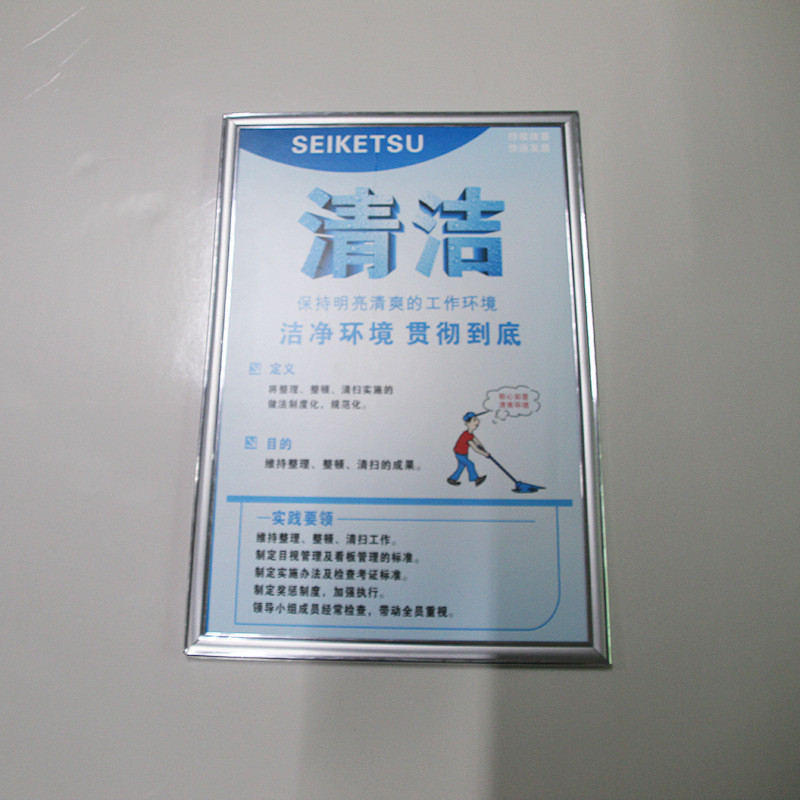 SEIKETSU
清洁
保持明亮清爽的工作环境
洁净环境 贯彻到底
定义
将整理、整顿、清扫实施的
做法制度化、规范化。
目的
维持整理、整顿、清扫的成果。
实践要领
维持整理、整顿、清扫工作。
制定目视管理及看板管理的标准。
制定实施办法及检查考证标准。
制定奖惩制度，加强执行。
领导小组成员经常检查，带动全员重视。